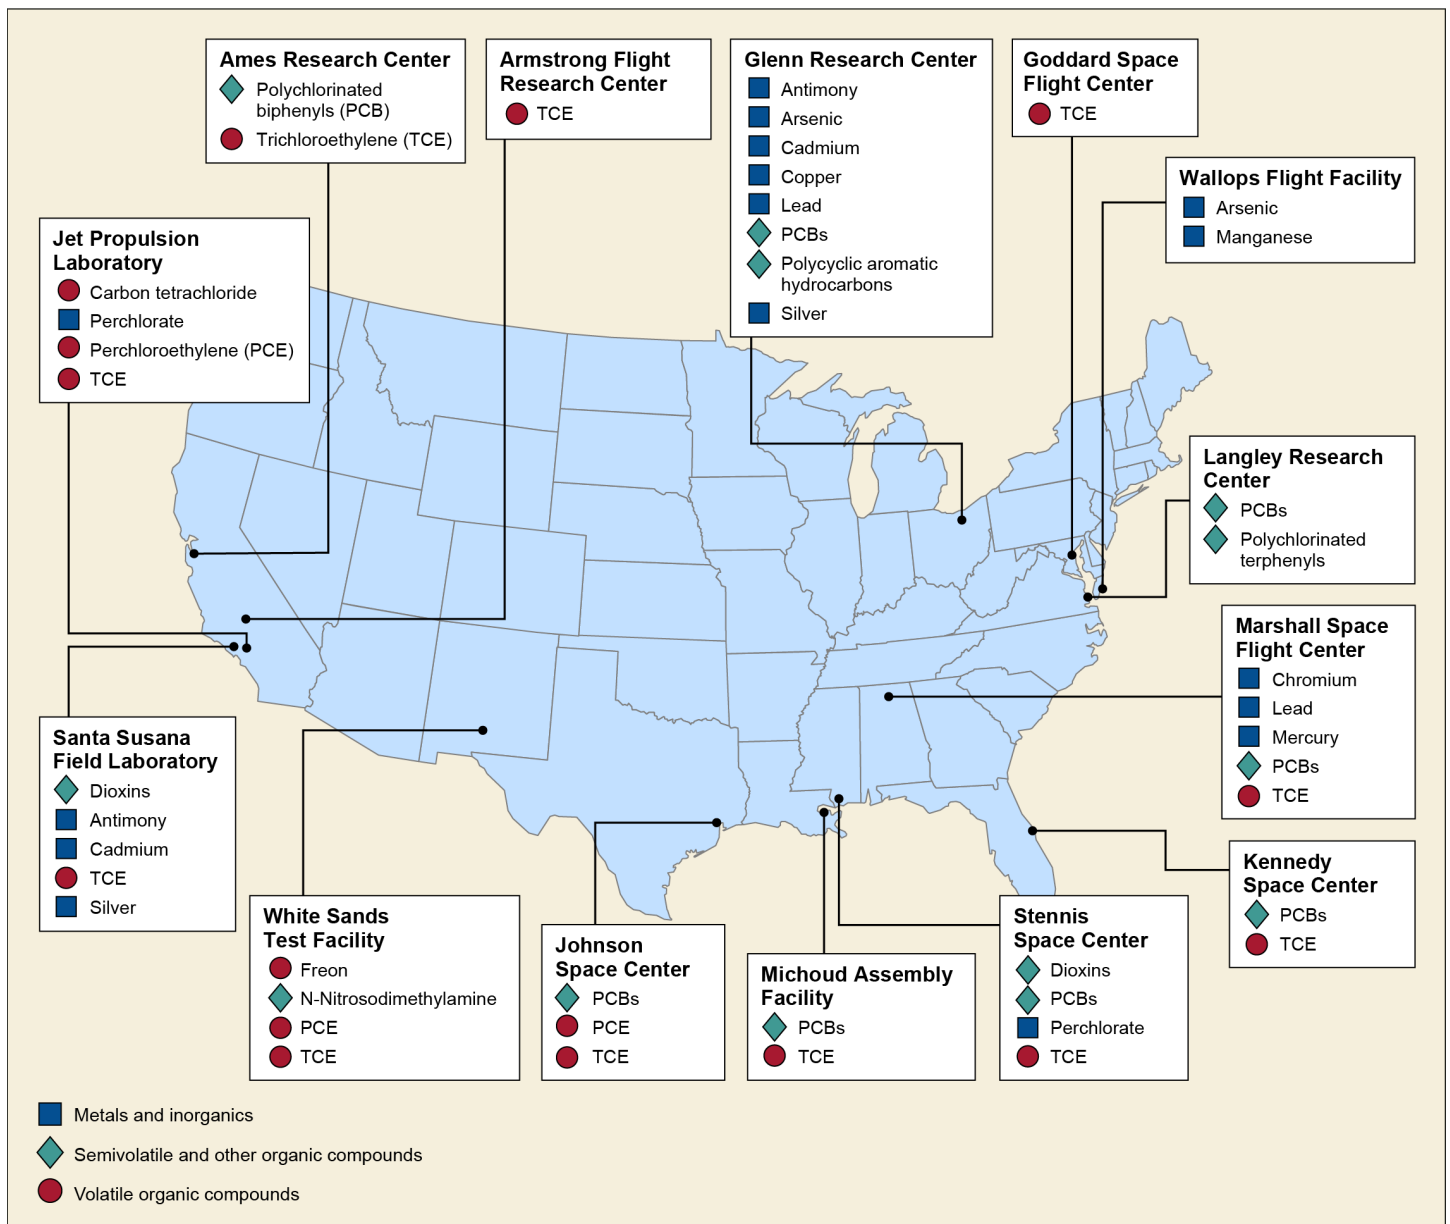 Ames Research Center
Polychlorinated
biphenyls (PCB)
Trichloroethylene (TCE)
Armstrong Flight
Research Center
TCE
Glenn Research Center
Antimony
Arsenic
Cadmium
Copper
Lead
PCBs
Polycyclic aromatic
hydrocarbons
Silver
Goddard Space
Flight Center
TCE
Wallops Flight Facility
Arsenic
Manganese
Jet Propulsion
Laboratory
Carbon tetrachloride
Perchlorate
Perchloroethylene (PCE)
TCE
Langley Research
Center
PCBs
Polychlorinated
terphenyls
Marshall Space
Flight Center
Chromium
Lead
Mercury
PCBs
TCE
Santa Susana
Field Laboratory
Dioxins
Antimony
Cadmium
TCE
Silver
White Sands
Test Facility
Freon
N-Nitrosodimethylamine
PCE
TCE
Johnson
Space Center
PCBs
PCE
TCE
Michoud Assembly
Facility
PCBs
TCE
Stennis
Space Center
Dioxins
PCBs
Perchlorate
TCE
Kennedy
Space Center
PCBs
TCE
Metals and inorganics
Semivolatile and other organic compounds
Volatile organic compounds